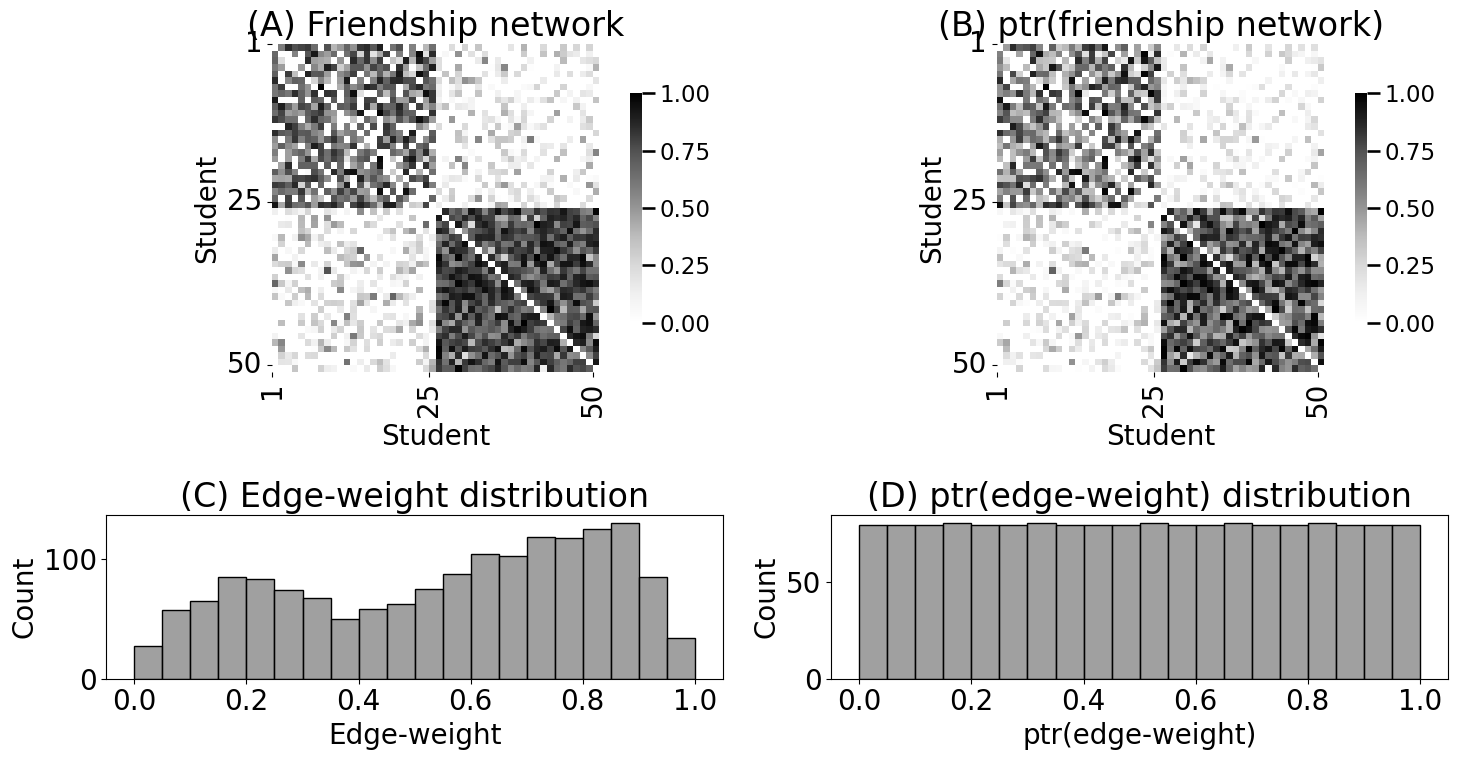 (A) Friendship network
1
25
50
Student
1
25
50
Student
1.00
0.75
0.50
0.25
0.00
(B) ptr(friendship network)
1
25
50
Student
1
25
50
Student
1.00
0.75
0.50
0.25
0.00
(C) Edge-weight distribution
100
0
Count
0.0 0.2 0.4 0.6 0.8 1.0
Edge-weight
(D) ptr(edge-weight) distribution
50
0
Count
0.0 0.2 0.4 0.6 0.8 1.0
ptr(edge-weight)